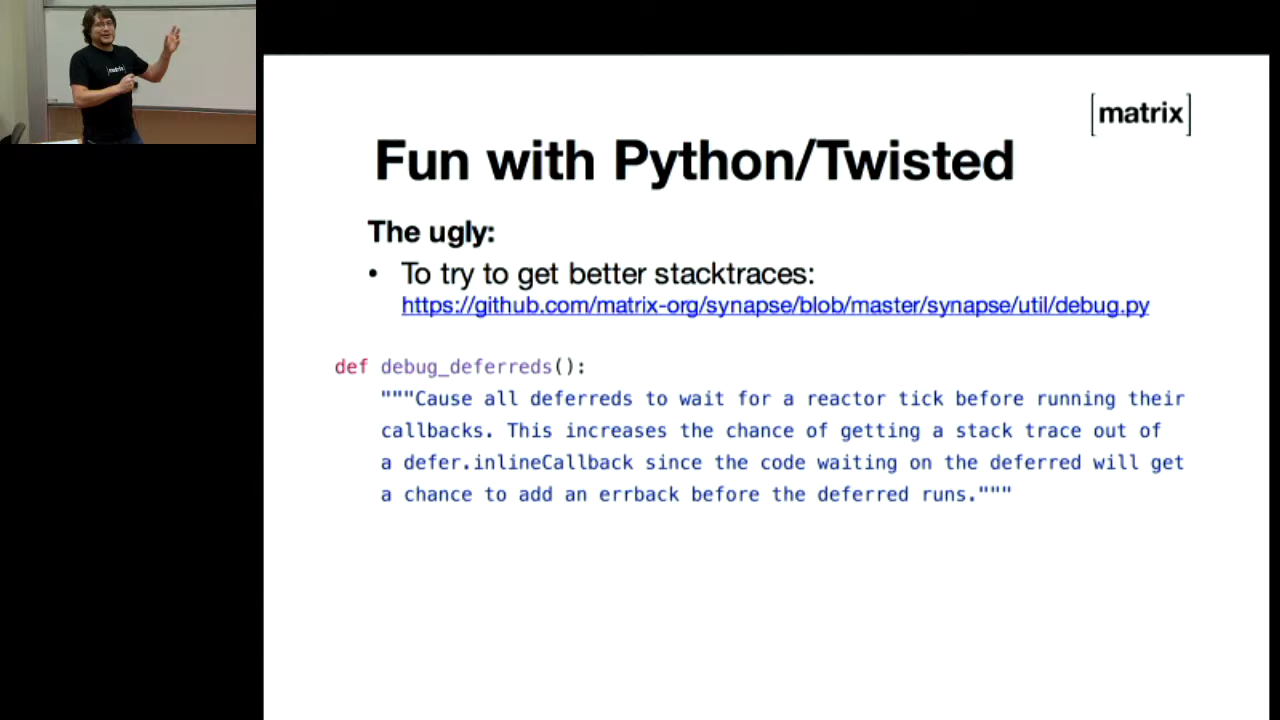 [matrix]
[matrix]
Fun with Python/Twisted
The ugly:
• To try to get better stacktraces:
https://github.com/matrix-org/synapse/blob/master/synapse/util/debug.py
def debug_deferreds():
"""Cause all deferreds to wait for a reactor tick before running their
callbacks. This increases the chance of getting a stack trace out of
a defer.inlineCallback since the code waiting on the deferred will get
a chance to add an errback before the deferred runs."""